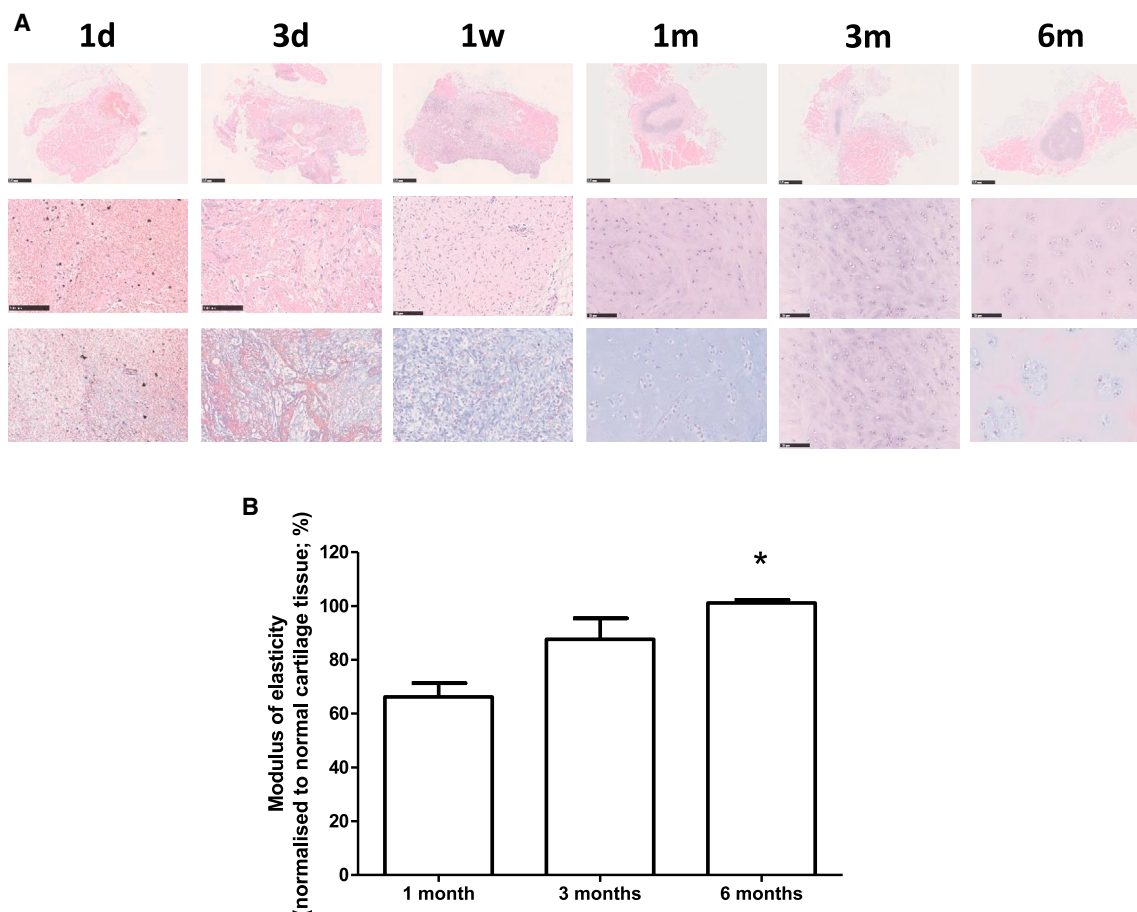 A
1d 3d 1w 1m 3m 6m
B
Modulus of elasticity
(normalised to normal cartilage tissue; %)
120
100
80
60
40
20
0
*
1 month 3 months 6 months